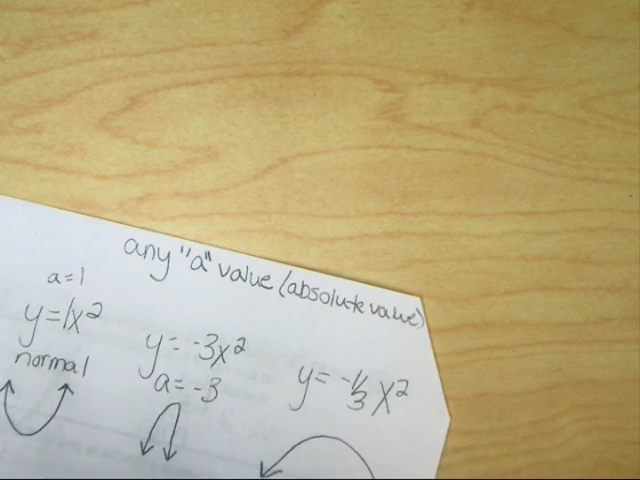 any "a" value (absolute value)
a=1
y=1x²
normal
y=-3x²
a=-3
y=-1/3x²